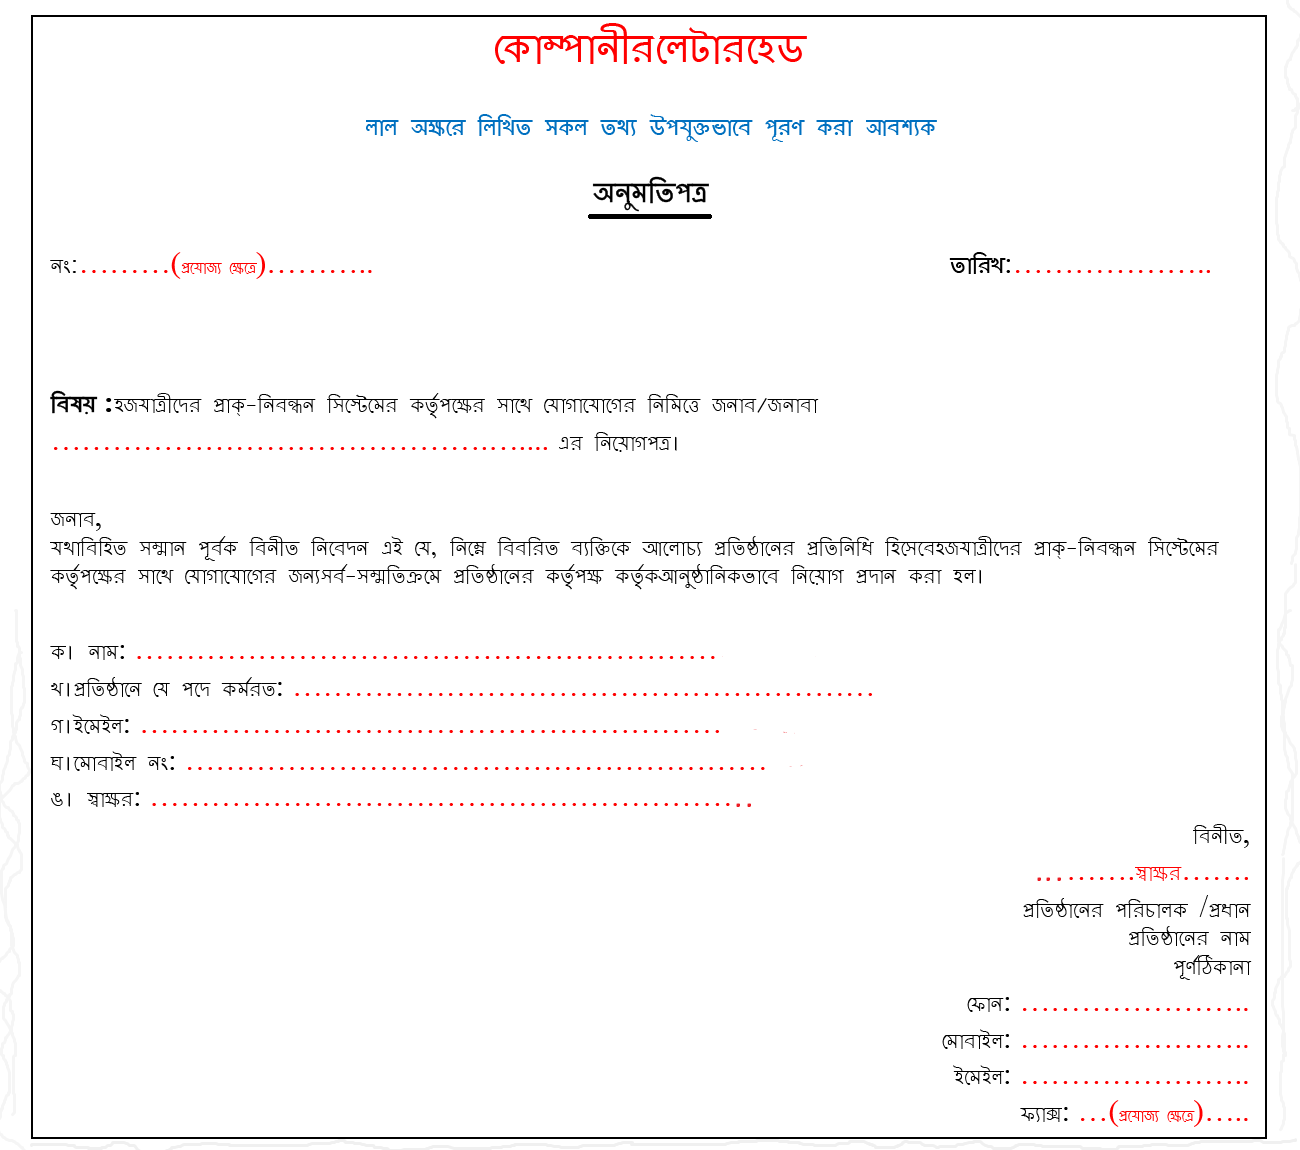 কোম্পানীরলেটারহেড
লাল অক্ষরে লিখিত সকল তথ্য উপযুক্তভাবে পূরণ করা আবশ্যক
অনুমতিপত্র
নং:………(প্রযোজ্য ক্ষেত্রে)……….. তারিখ:………………..
বিষয় :হজযাত্রীদের প্রাক্-নিবন্ধন সিস্টেমের কর্তৃপক্ষের সাথে যোগাযোগের নিমিত্তে জনাব/জনাবা
…………………………………….…... এর নিয়োগপত্র।
জনাব,
যথাবিহিত সম্মান পূর্বক বিনীত নিবেদন এই যে, নিম্নে বিবরিত ব্যক্তিকে আলোচ্য প্রতিষ্ঠানের প্রতিনিধি হিসেবেহজযাত্রীদের প্রাক্-নিবন্ধন সিস্টেমের
কর্তৃপক্ষের সাথে যোগাযোগের জন্যসর্ব-সম্মতিক্রমে প্রতিষ্ঠানের কর্তৃপক্ষ কর্তৃকআনুষ্ঠানিকভাবে নিয়োগ প্রদান করা হল।
ক। নাম: …………………………………………………
খ।প্রতিষ্ঠানে যে পদে কর্মরত: …………………………………………………
গ।ইমেইল: …………………………………………………
ঘ।মোবাইল নং: …………………………………………………
ঙ। স্বাক্ষর: …………………………………………………..
বিনীত,
……….স্বাক্ষর…….
প্রতিষ্ঠানের পরিচালক /প্রধান
প্রতিষ্ঠানের নাম
পূর্ণঠিকানা
ফোন: …………………..
মোবাইল: …………………..
ইমেইল: …………………..
ফ্যাক্স: …(প্রযোজ্য ক্ষেত্রে)…..